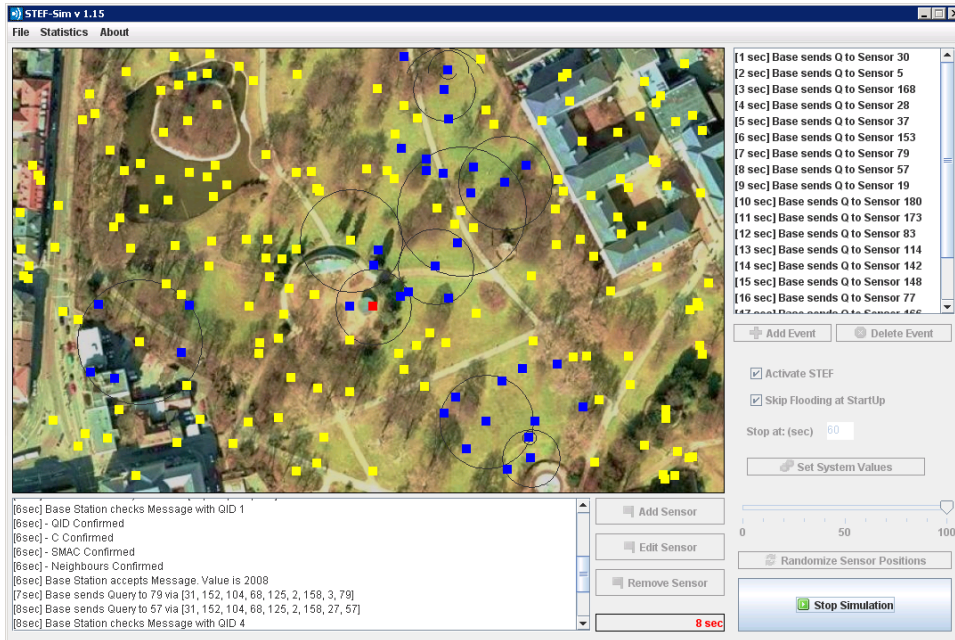 STEF-Sim v 1.15
File Statistics About
[1 sec] Base sends Q to Sensor 30
[2 sec] Base sends Q to Sensor 5
[3 sec] Base sends Q to Sensor 168
[4 sec] Base sends Q to Sensor 28
[5 sec] Base sends Q to Sensor 37
[6 sec] Base sends Q to Sensor 153
[7 sec] Base sends Q to Sensor 79
[8 sec] Base sends Q to Sensor 57
[9 sec] Base sends Q to Sensor 19
[10 sec] Base sends Q to Sensor 180
[11 sec] Base sends Q to Sensor 173
[12 sec] Base sends Q to Sensor 83
[13 sec] Base sends Q to Sensor 114
[14 sec] Base sends Q to Sensor 142
[15 sec] Base sends Q to Sensor 148
[16 sec] Base sends Q to Sensor 77
[17 sec] Base sends Q to Sensor 166
Add Event
Delete Event
Activate STEF
Skip Flooding at StartUp
Stop at: (sec) 60
Set System Values
0 50 100
Randomize Sensor Positions
Stop Simulation
[6sec] Base Station checks Message with QID 1
[6sec] - QID Confirmed
[6sec] - C Confirmed
[6sec] - SMAC Confirmed
[6sec] - Neighbours Confirmed
[6sec] Base Station accepts Message. Value is 2008
[7sec] Base sends Query to 79 via [31, 152, 104, 68, 125, 2, 158, 3, 79]
[8sec] Base sends Query to 57 via [31, 152, 104, 68, 125, 2, 158, 27, 57]
[8sec] Base Station checks Message with QID 4
Add Sensor
Edit Sensor
Remove Sensor
8 sec